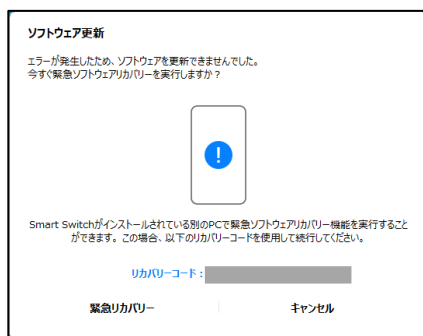 ソフトウェア更新
エラーが発生したため、ソフトウェアを更新できませんでした。
今すぐ緊急ソフトウェアリカバリーを実行しますか？
!
Smart Switchがインストールされている別のPCで緊急ソフトウェアリカバリー機能を実行すること
ができます。この場合、以下のリカバリーコードを使用して続行してください。
リカバリーコード：
緊急リカバリー キャンセル